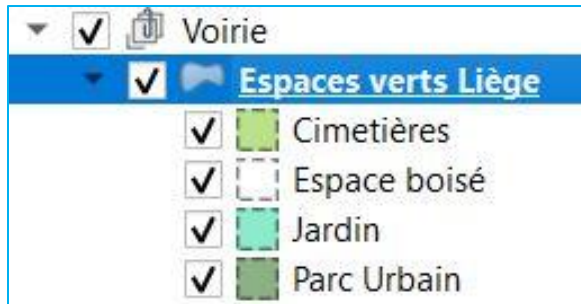 Voirie
Espaces verts Liège
Cimetières
Espace boisé
Jardin
Parc Urbain